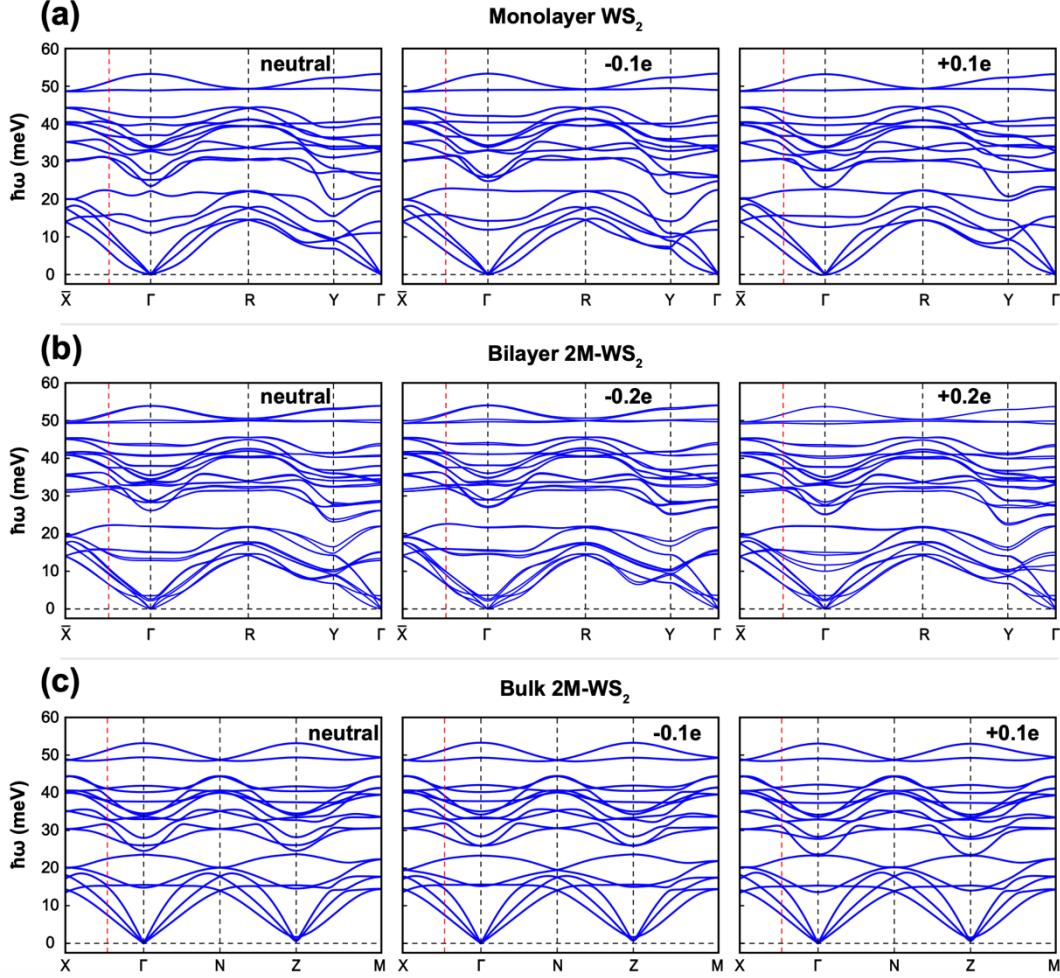 (a)
Monolayer WS₂
neutral
-0.1e
+0.1e
ħω (meV)
60
50
40
30
20
10
0
X̅ Γ R Y Γ
X̅ Γ R Y Γ
X̅ Γ R Y Γ
(b)
Bilayer 2M-WS₂
neutral
-0.2e
+0.2e
ħω (meV)
60
50
40
30
20
10
0
X̅ Γ R Y Γ
X̅ Γ R Y Γ
X̅ Γ R Y Γ
(c)
Bulk 2M-WS₂
neutral
-0.1e
+0.1e
ħω (meV)
60
50
40
30
20
10
0
X Γ N Z M
X Γ N Z M
X Γ N Z M